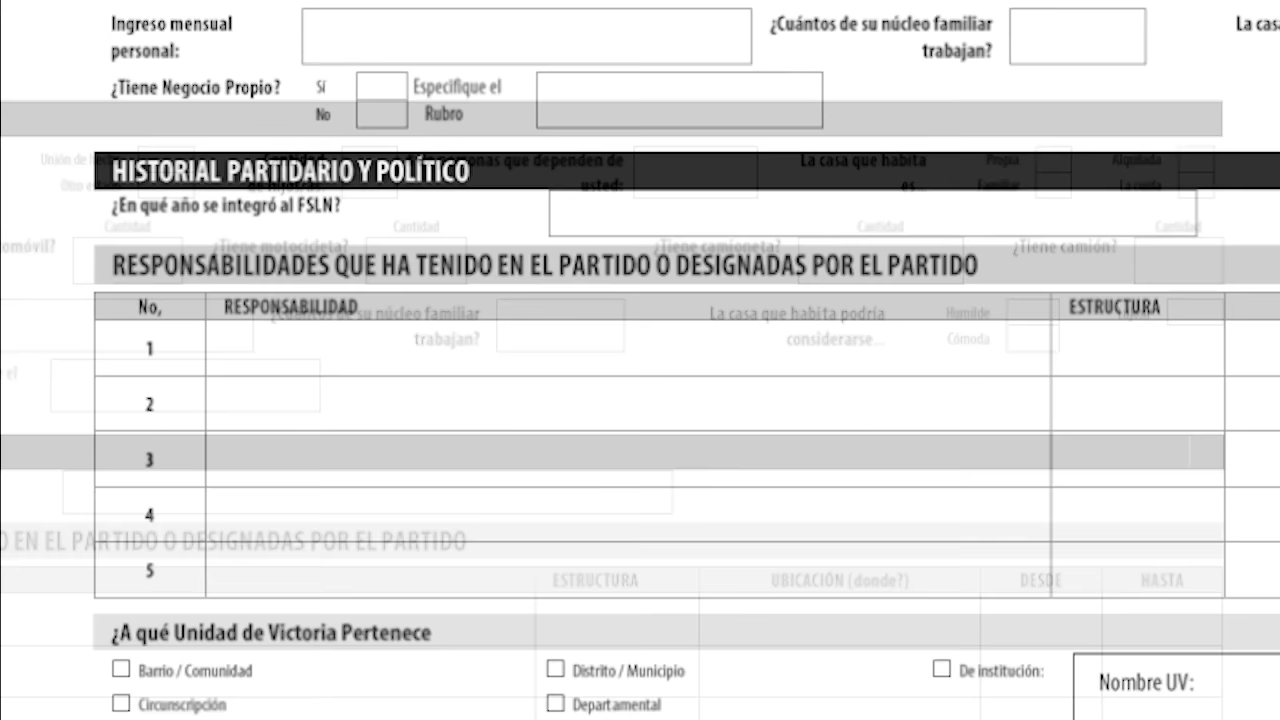 Ingreso mensual personal:
¿Cuántos de su núcleo familiar trabajan?
La casa
¿Tiene Negocio Propio?
Sí
No
Especifique el Rubro
Unión de
HISTORIAL PARTIDARIO Y POLÍTICO
personas que dependen de usted:
La casa que habita es...
Propia
Familiar
Alquilada
La cuida
¿En qué año se integró al FSLN?
Cantidad
Cantidad
Cantidad
Cantidad
omóvil?
¿Tiene motocicleta?
¿Tiene camioneta?
¿Tiene camión?
RESPONSABILIDADES QUE HA TENIDO EN EL PARTIDO O DESIGNADAS POR EL PARTIDO
No,
RESPONSABILIDAD
ESTRUCTURA
¿Cuántos de su núcleo familiar trabajan?
La casa que habita podría considerarse...
Humilde
Cómoda
1
el
2
3
4
O EN EL PARTIDO O DESIGNADAS POR EL PARTIDO
5
ESTRUCTURA
UBICACIÓN (donde?)
DESDE
HASTA
¿A qué Unidad de Victoria Pertenece
Barrio / Comunidad
Distrito / Municipio
De institución:
Nombre UV:
Circunscripción
Departamental